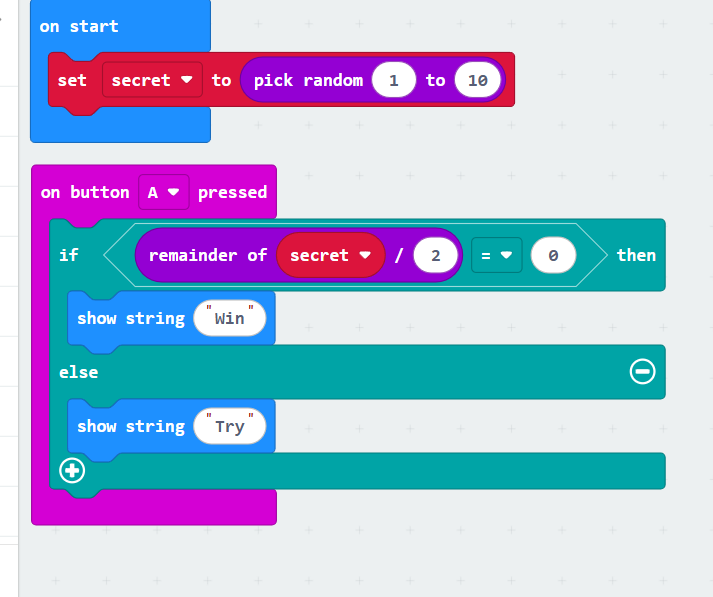 on start
set secret to pick random 1 to 10
on button A pressed
if remainder of secret / 2 = 0 then
show string "Win"
else
show string "Try"